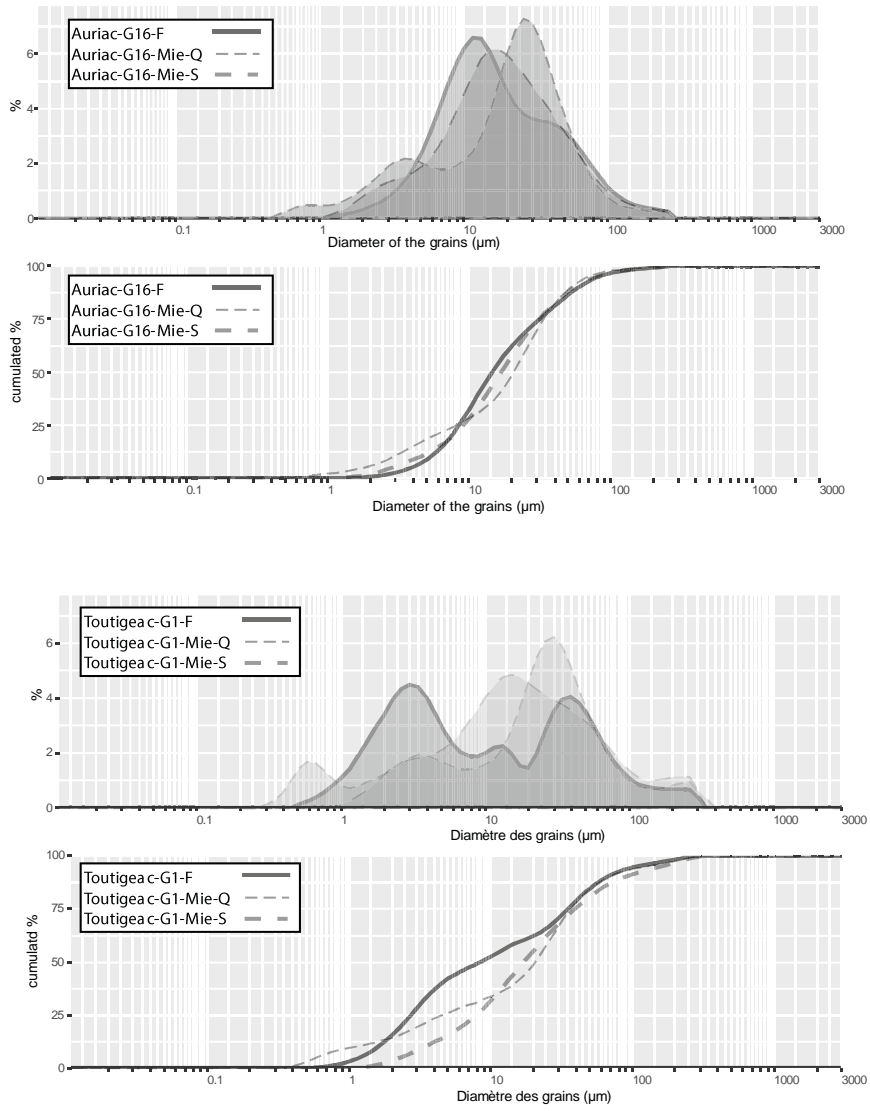 Auriac-G16-F
Auriac-G16-Mie-Q
Auriac-G16-Mie-S
6
4
2
0
%
0.1 1 10 100 1000 3000
Diameter of the grains (µm)
100
75
50
25
0
cumulated %
Auriac-G16-F
Auriac-G16-Mie-Q
Auriac-G16-Mie-S
0.1 1 10 100 1000 3000
Diameter of the grains (µm)
Toutigeac-G1-F
Toutigeac-G1-Mie-Q
Toutigeac-G1-Mie-S
6
4
2
0
%
0.1 1 10 100 1000 3000
Diamètre des grains (µm)
100
75
50
25
0
cumulatd %
Toutigeac-G1-F
Toutigeac-G1-Mie-Q
Toutigeac-G1-Mie-S
0.1 1 10 100 1000 3000
Diamètre des grains (µm)